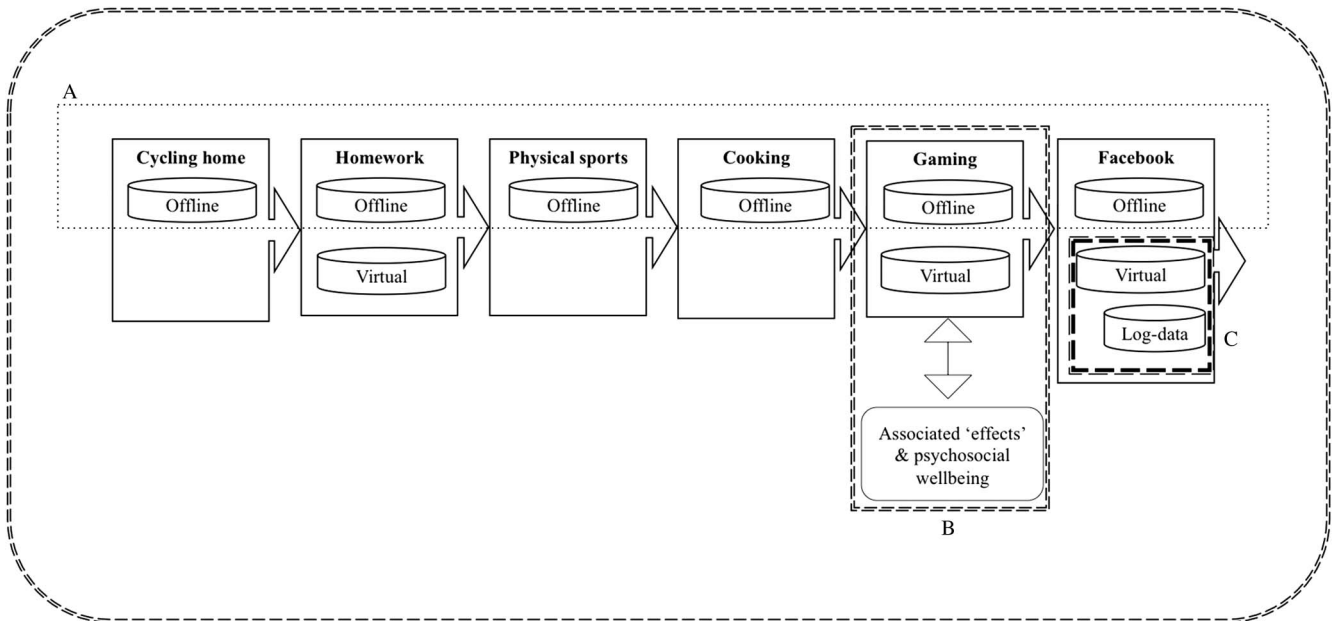 A
Cycling home
Offline
Homework
Offline
Virtual
Physical sports
Offline
Cooking
Offline
Gaming
Offline
Virtual
Associated ‘effects’
& psychosocial
wellbeing
B
Facebook
Offline
Virtual
Log-data
C